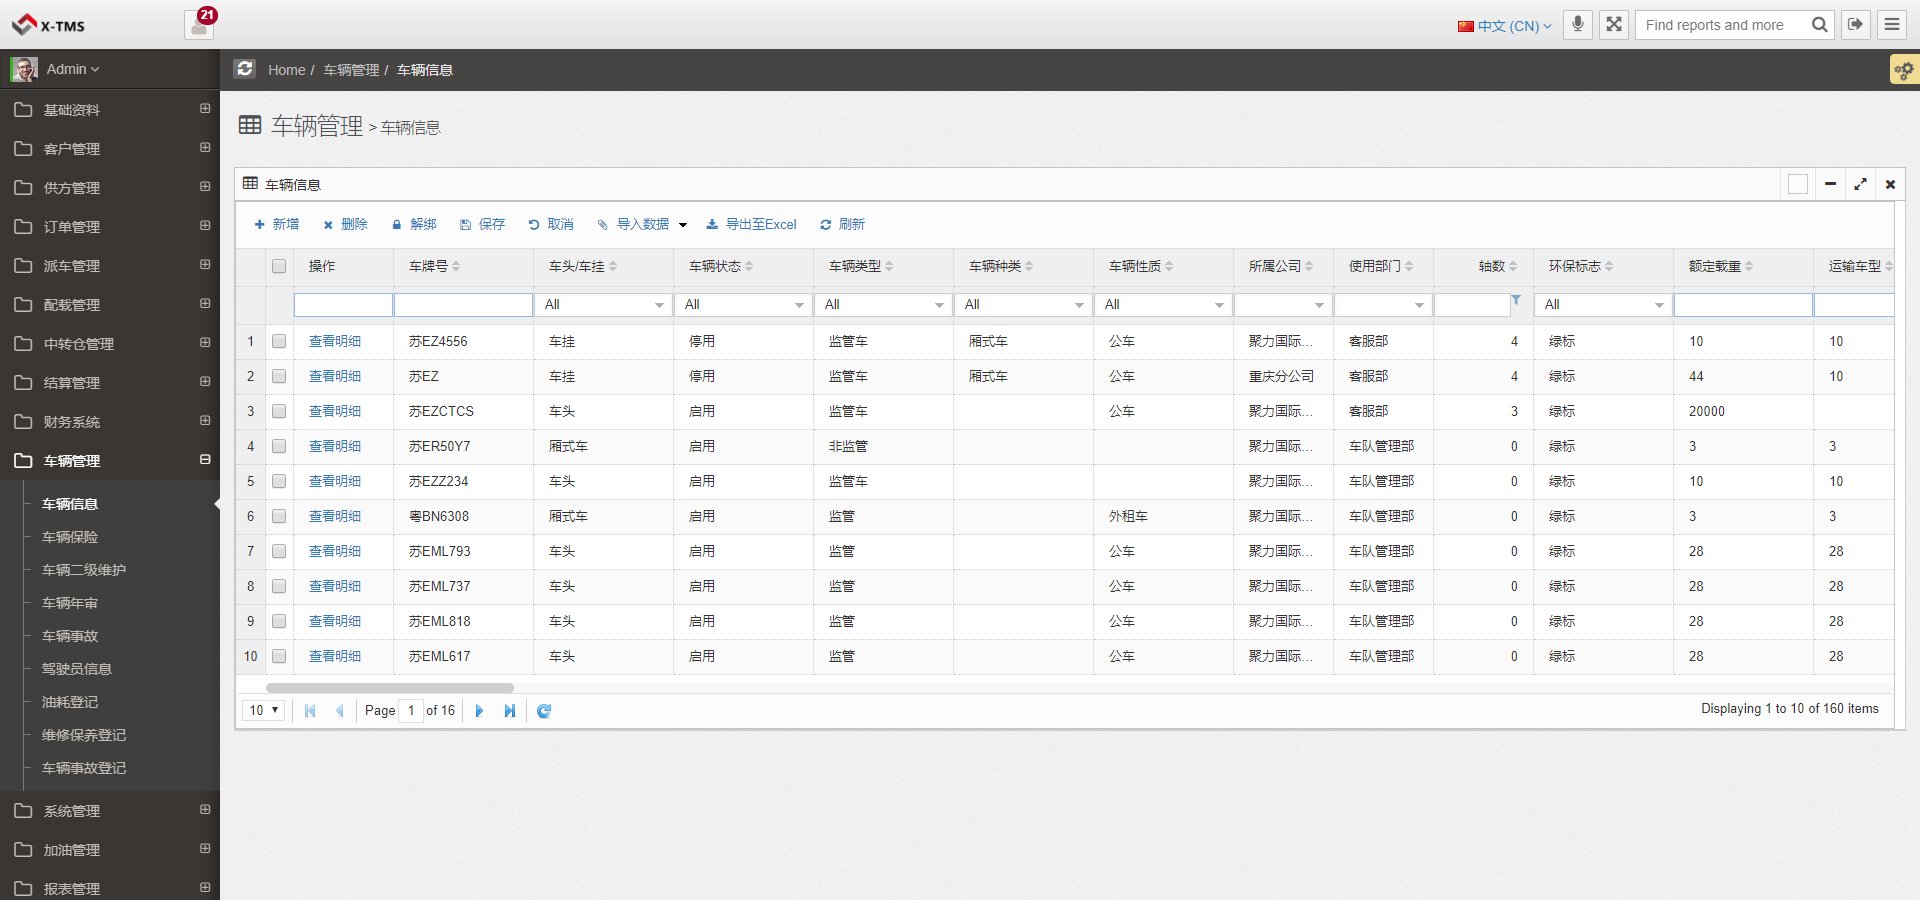 X-TMS
21
中文 (CN)
Find reports and more
Admin
Home / 车辆管理 / 车辆信息
基础资料
客户管理
供方管理
订单管理
派车管理
配载管理
中转仓管理
结算管理
财务系统
车辆管理
车辆信息
车辆保险
车辆二级维护
车辆年审
车辆事故
驾驶员信息
油耗登记
维修保养登记
车辆事故登记
系统管理
加油管理
报表管理
车辆管理 > 车辆信息
车辆信息
新增 删除 解绑 保存 取消 导入数据 导出至Excel 刷新
操作 车牌号 车头/车挂 车辆状态 车辆类型 车辆种类 车辆性质 所属公司 使用部门 轴数 环保标志 额定载重 运输车型
All All All All All All
1 查看明细 苏EZ4556 车挂 停用 监管车 厢式车 公车 聚力国际... 客服部 4 绿标 10 10
2 查看明细 苏EZ 车挂 停用 监管车 厢式车 公车 重庆分公司 客服部 4 绿标 44 10
3 查看明细 苏EZCTCS 车头 启用 监管车 公车 聚力国际... 客服部 3 绿标 20000
4 查看明细 苏ER50Y7 厢式车 启用 非监管 聚力国际... 车队管理部 0 绿标 3 3
5 查看明细 苏EZZ234 车头 启用 监管车 聚力国际... 车队管理部 0 绿标 10 10
6 查看明细 粤BN6308 厢式车 启用 监管 外租车 聚力国际... 车队管理部 0 绿标 3 3
7 查看明细 苏EML793 车头 启用 监管 公车 聚力国际... 车队管理部 0 绿标 28 28
8 查看明细 苏EML737 车头 启用 监管 公车 聚力国际... 车队管理部 0 绿标 28 28
9 查看明细 苏EML818 车头 启用 监管 公车 聚力国际... 车队管理部 0 绿标 28 28
10 查看明细 苏EML617 车头 启用 监管 公车 聚力国际... 车队管理部 0 绿标 28 28
10 Page 1 of 16 Displaying 1 to 10 of 160 items